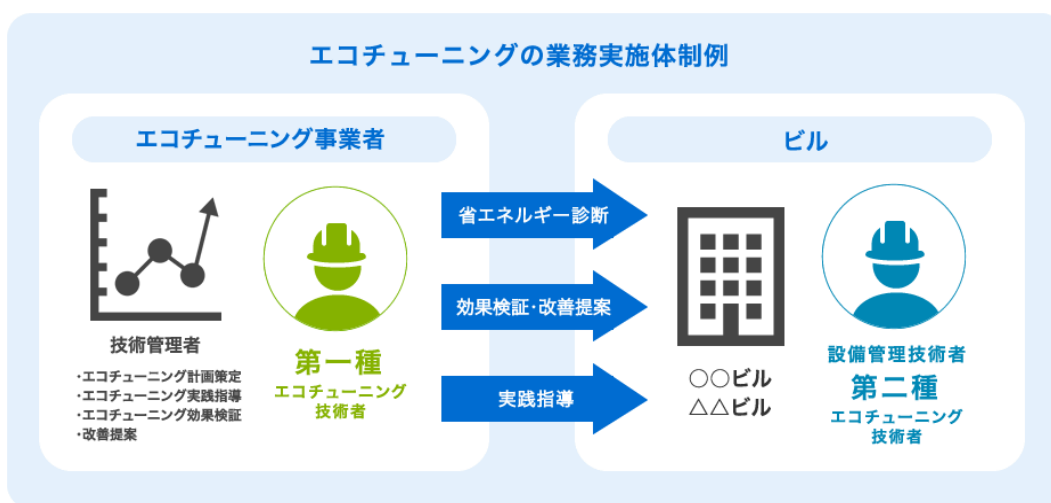 エコチューニングの業務実施体制例
エコチューニング事業者
技術管理者
・エコチューニング計画策定
・エコチューニング実践指導
・エコチューニング効果検証
・改善提案
第一種
エコチューニング
技術者
省エネルギー診断
効果検証・改善提案
実践指導
ビル
○○ビル
△△ビル
設備管理技術者
第二種
エコチューニング
技術者